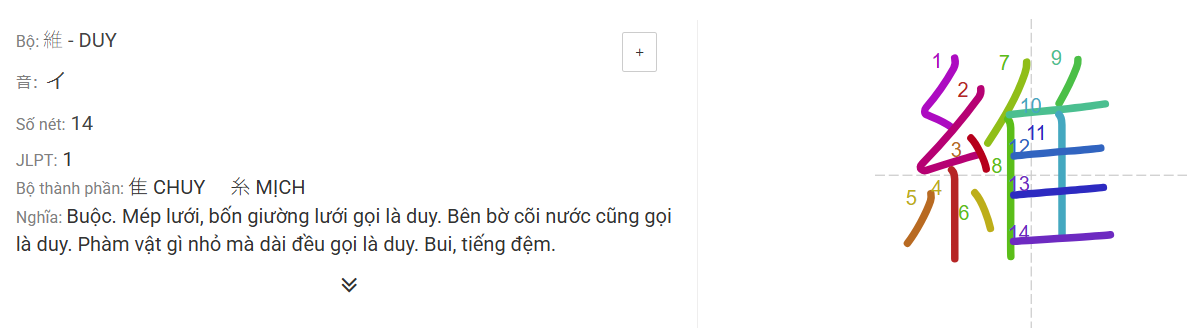 Bộ: 維 - DUY
+
音: イ
Số nét: 14
JLPT: 1
Bộ thành phần: 隹 CHUY 糸 MỊCH
Nghĩa: Buộc. Mép lưới, bốn giường lưới gọi là duy. Bên bờ cõi nước cũng gọi
là duy. Phàm vật gì nhỏ mà dài đều gọi là duy. Bui, tiếng đệm.
維
1
7
9
2
10
11
3
12
8
13
5
4
6
14